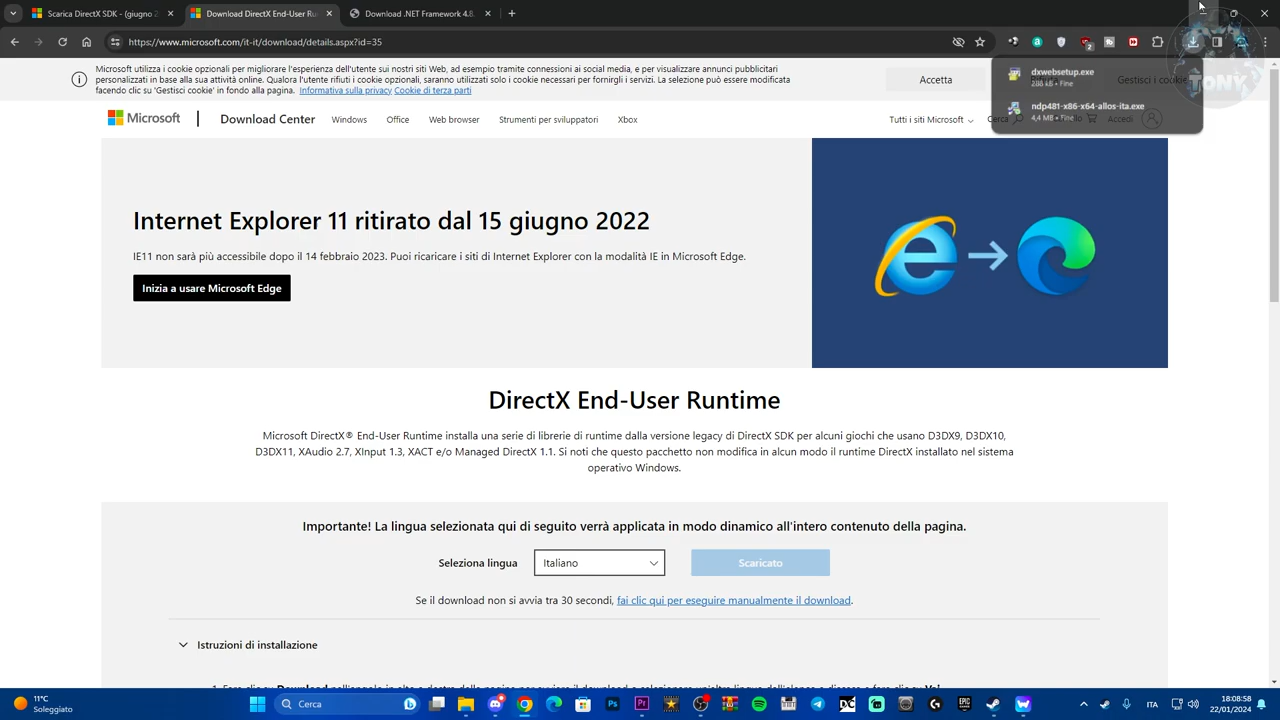 Scarica DirectX SDK - (giugno 2
Download DirectX End-User Ru
Download .NET Framework 4.8.
https://www.microsoft.com/it-it/download/details.aspx?id=35
2
Microsoft utilizza i cookie opzionali per migliorare l'esperienza dell'utente sui nostri siti Web, ad esempio tramite connessioni ai social media, e per visualizzare annunci pubblicitari
personalizzati in base alla sua attività online. Qualora l'utente rifiuti i cookie opzionali, saranno utilizzati solo i cookie necessari per fornirgli i servizi. La selezione può essere modificata
facendo clic su 'Gestisci cookie' in fondo alla pagina. Informativa sulla privacy Cookie di terza parti
Accetta
Gestisci i cookie
dxwebsetup.exe
288 kB • Fine
ndp481-x86-x64-allos-ita.exe
4,4 MB • Fine
TONY
Microsoft
Download Center
Windows
Office
Web browser
Strumenti per sviluppatori
Xbox
Tutti i siti Microsoft
Cerca
Accedi
Internet Explorer 11 ritirato dal 15 giugno 2022
IE11 non sarà più accessibile dopo il 14 febbraio 2023. Puoi ricaricare i siti di Internet Explorer con la modalità IE in Microsoft Edge.
Inizia a usare Microsoft Edge
DirectX End-User Runtime
Microsoft DirectX® End-User Runtime installa una serie di librerie di runtime dalla versione legacy di DirectX SDK per alcuni giochi che usano D3DX9, D3DX10,
D3DX11, XAudio 2.7, XInput 1.3, XACT e/o Managed DirectX 1.1. Si noti che questo pacchetto non modifica in alcun modo il runtime DirectX installato nel sistema
operativo Windows.
Importante! La lingua selezionata qui di seguito verrà applicata in modo dinamico all'intero contenuto della pagina.
Seleziona lingua
Italiano
Scaricato
Se il download non si avvia tra 30 secondi, fai clic qui per eseguire manualmente il download.
Istruzioni di installazione
11°C
Soleggiato
Cerca
ITA
18:08:58
22/01/2024